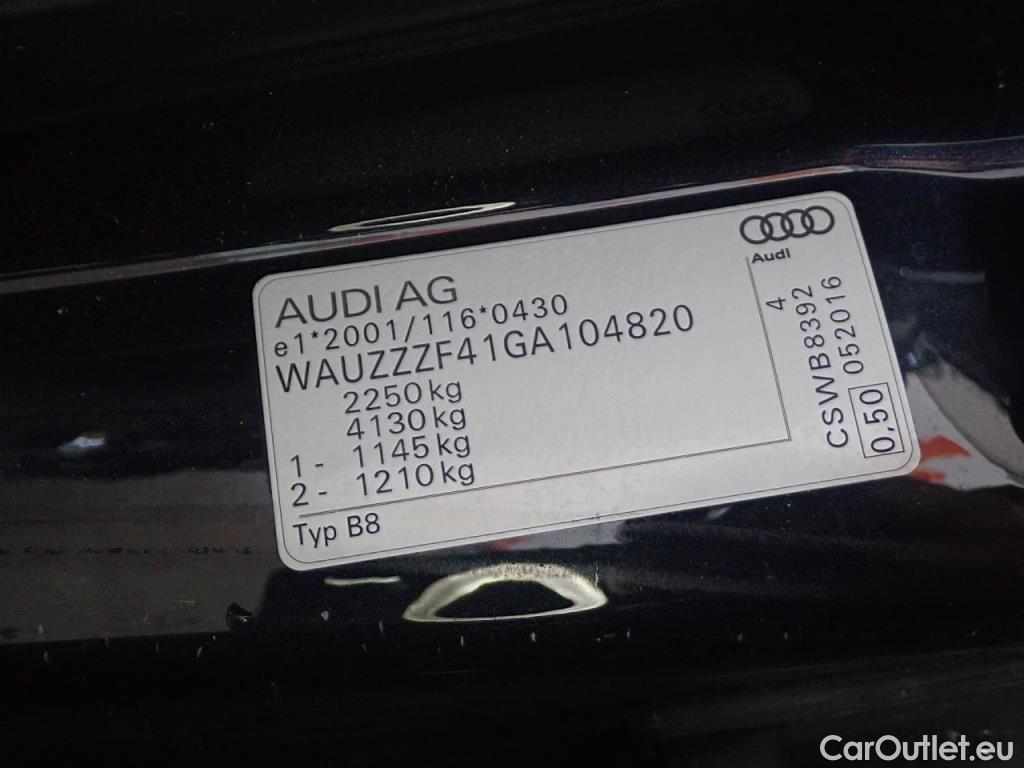 AUDI AG
e1*2001/116*0430
WAUZZZF41GA104820
2250 kg
4130 kg
1 - 1145 kg
2 - 1210 kg
Typ B8
Audi
4
CSWB8392
0,50 052016
CarOutlet.eu